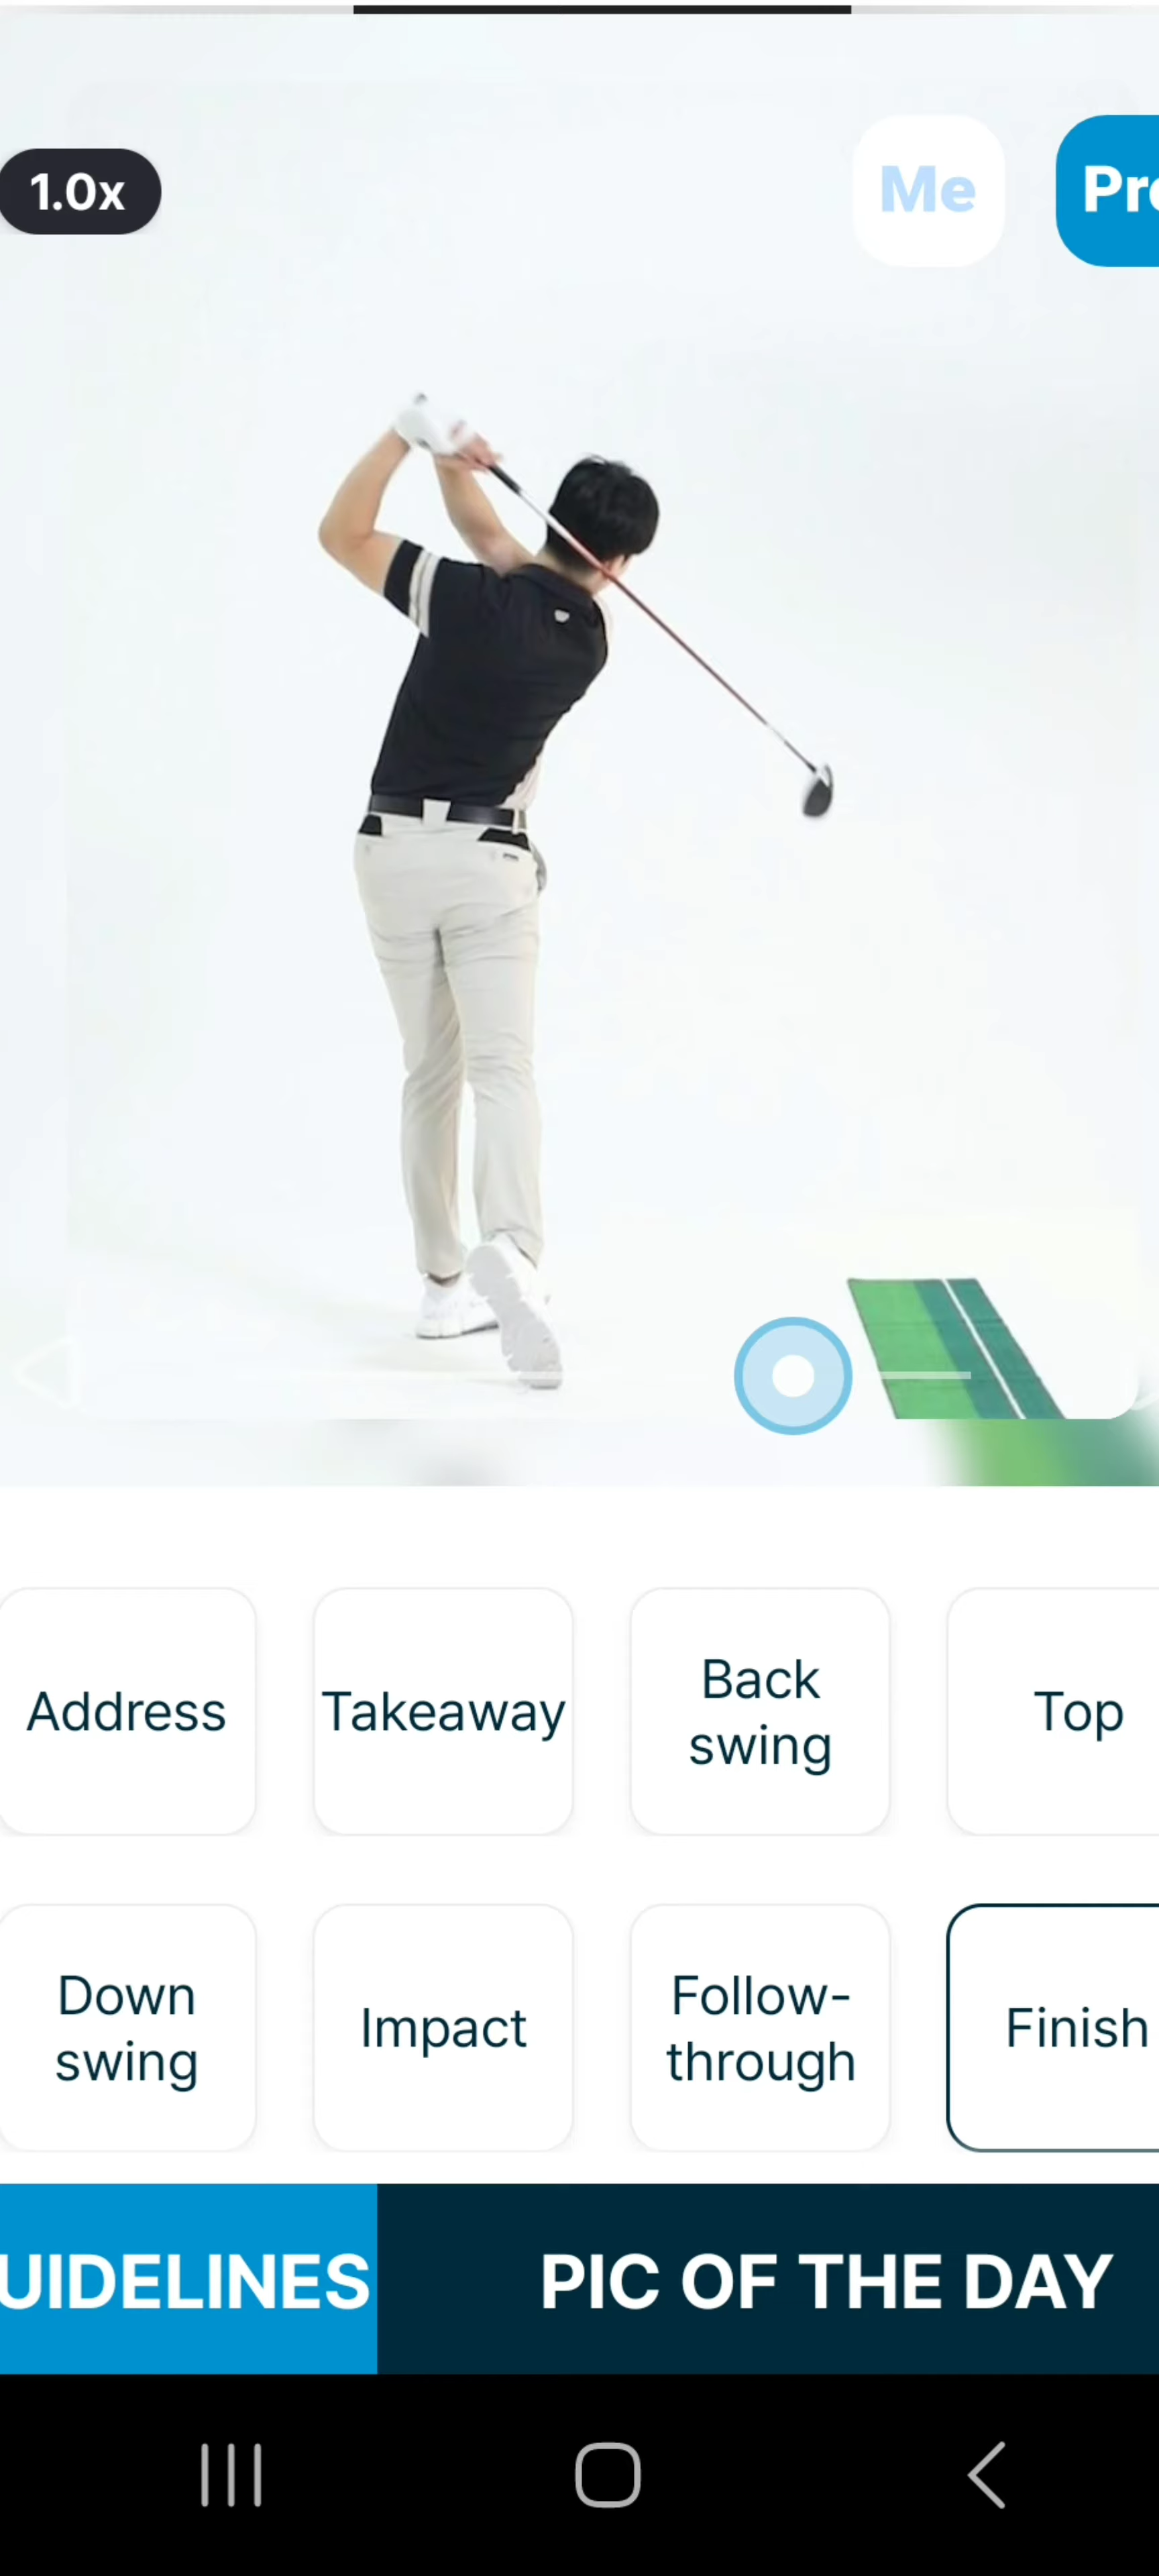 1.0x
Me
Pro
Address
Takeaway
Back
swing
Top
Down
swing
Impact
Follow-
through
Finish
UIDELINES
PIC OF THE DAY